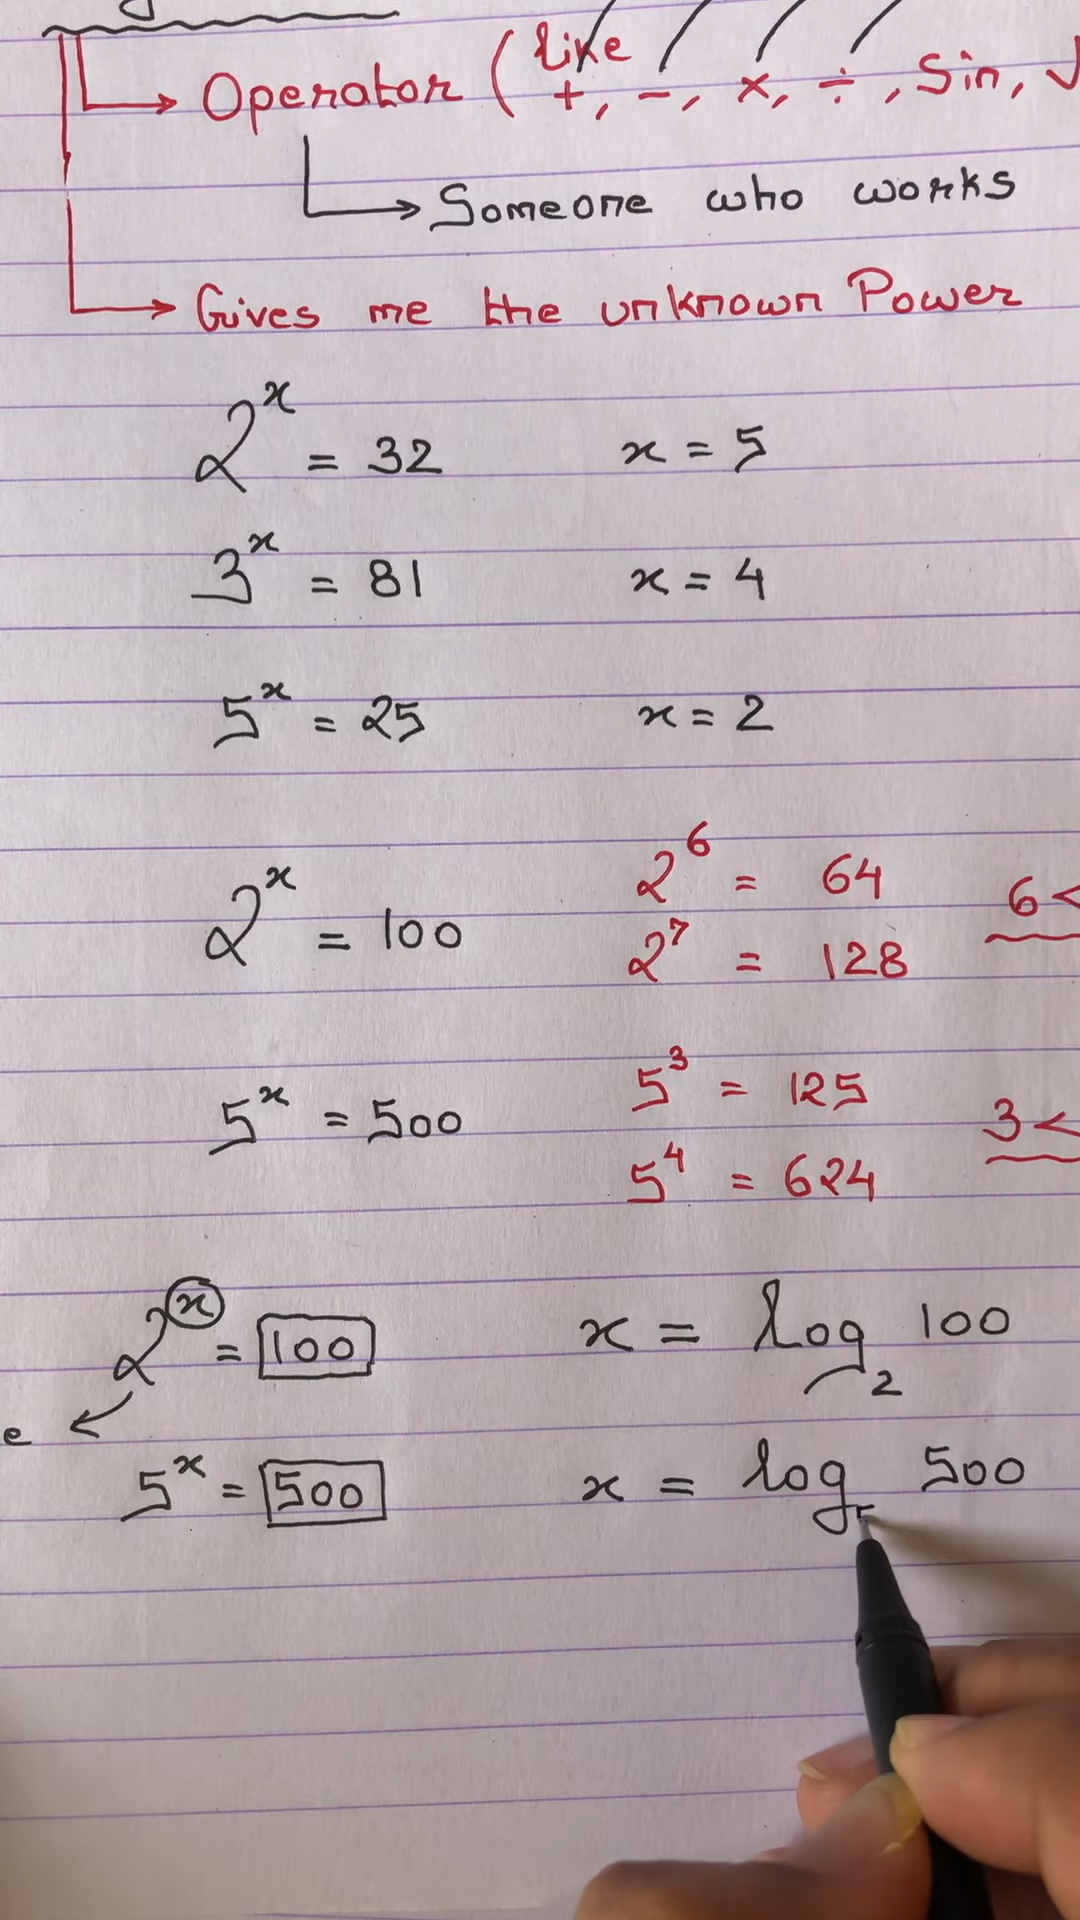 Operator ( like +, -, ×, ÷, Sin, √
Someone who works
Gives me the unknown Power
2^x = 32 x = 5
3^x = 81 x = 4
5^x = 25 x = 2
2^x = 100 2^6 = 64 6 <
2^7 = 128
5^x = 500 5^3 = 125 3 <
5^4 = 624
2^x = 100 x = log_2 100
e
5^x = 500 x = log 500